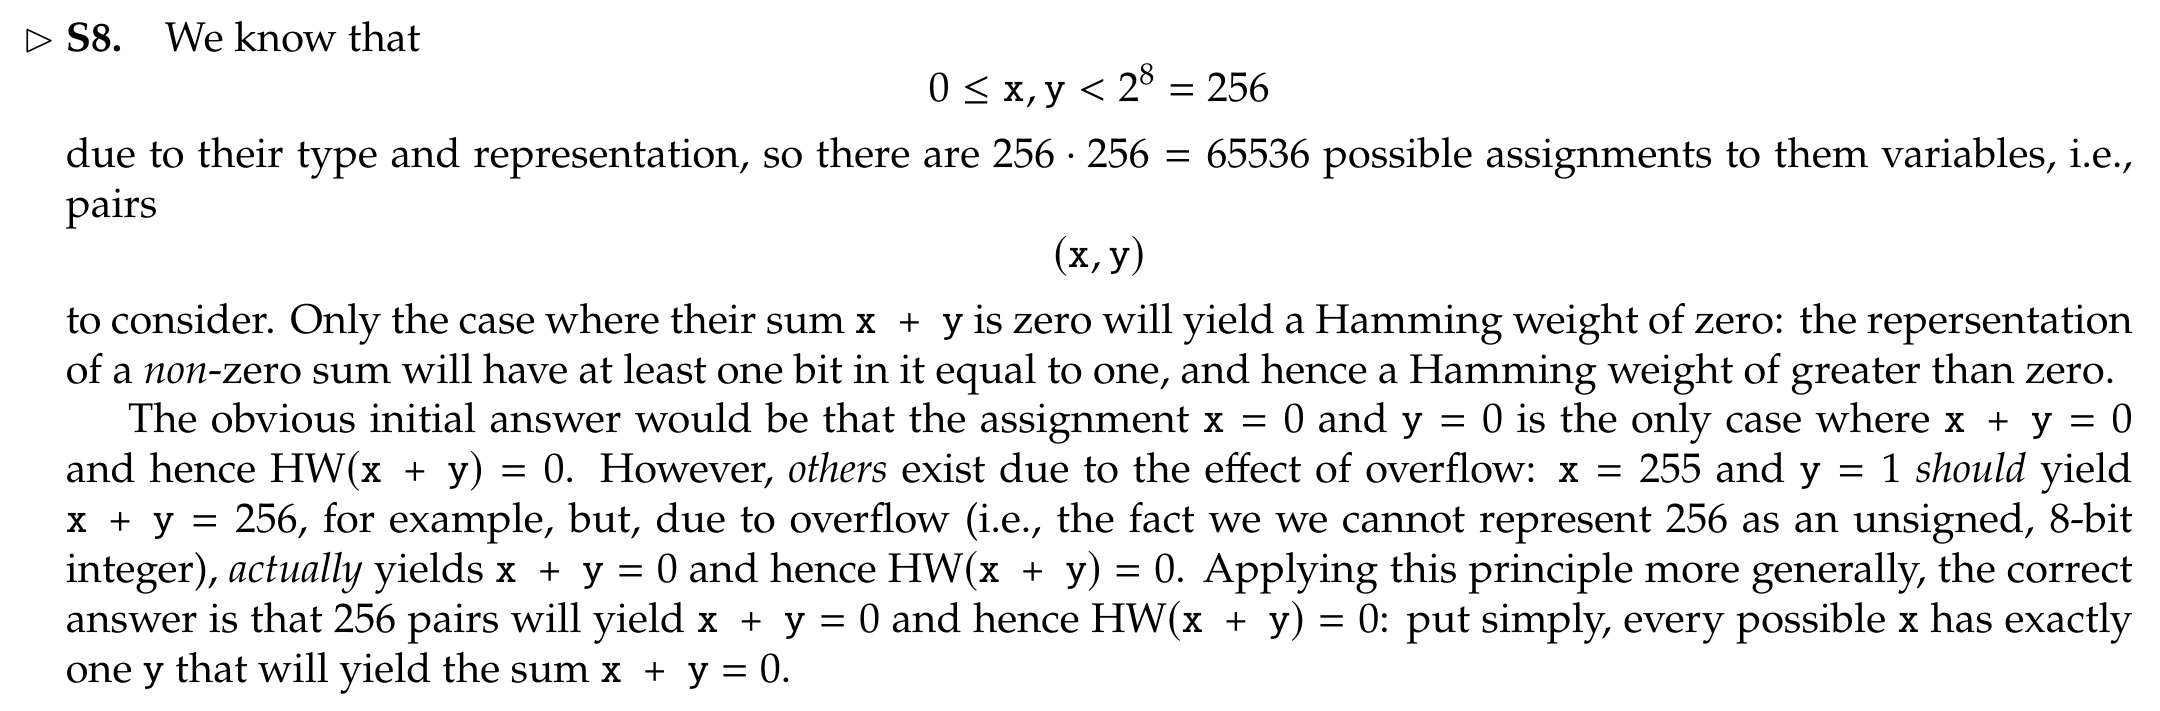 ▷ S8. We know that
0 ≤ x, y < 2⁸ = 256
due to their type and representation, so there are 256 · 256 = 65536 possible assignments to them variables, i.e.,
pairs
(x, y)
to consider. Only the case where their sum x + y is zero will yield a Hamming weight of zero: the repersentation
of a non-zero sum will have at least one bit in it equal to one, and hence a Hamming weight of greater than zero.
The obvious initial answer would be that the assignment x = 0 and y = 0 is the only case where x + y = 0
and hence HW(x + y) = 0. However, others exist due to the effect of overflow: x = 255 and y = 1 should yield
x + y = 256, for example, but, due to overflow (i.e., the fact we we cannot represent 256 as an unsigned, 8-bit
integer), actually yields x + y = 0 and hence HW(x + y) = 0. Applying this principle more generally, the correct
answer is that 256 pairs will yield x + y = 0 and hence HW(x + y) = 0: put simply, every possible x has exactly
one y that will yield the sum x + y = 0.